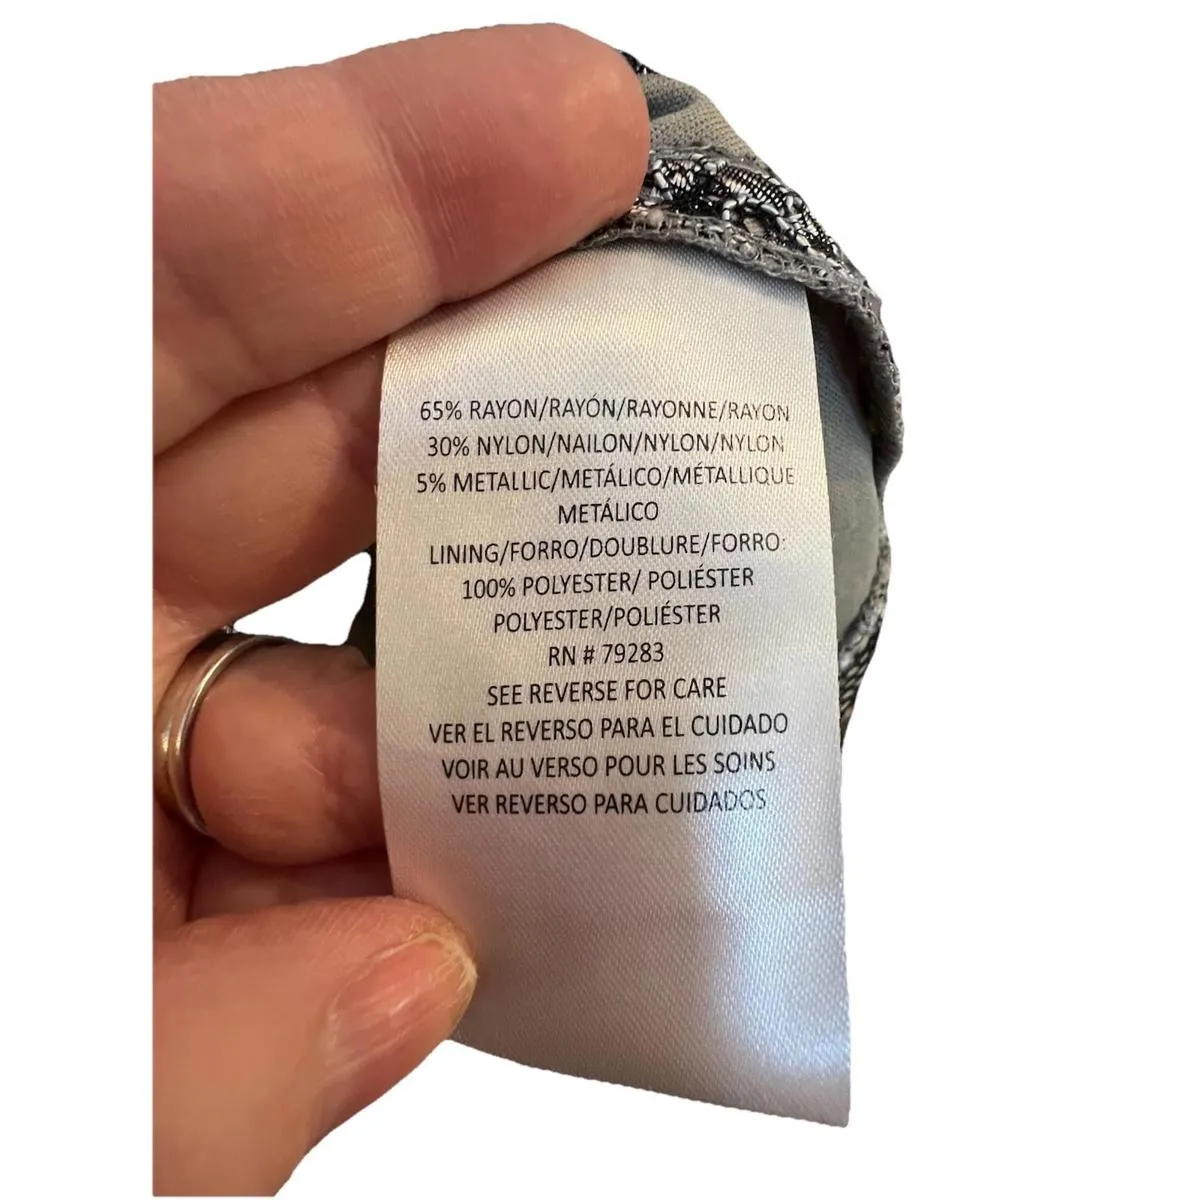 65% RAYON/RAYÓN/RAYONNE/RAYON
30% NYLON/NAILON/NYLON/NYLON
5% METALLIC/METÁLICO/MÉTALLIQUE
METÁLICO
LINING/FORRO/DOUBLURE/FORRO:
100% POLYESTER/ POLIÉSTER
POLYESTER/POLIÉSTER
RN # 79283
SEE REVERSE FOR CARE
VER EL REVERSO PARA EL CUIDADO
VOIR AU VERSO POUR LES SOINS
VER REVERSO PARA CUIDADOS